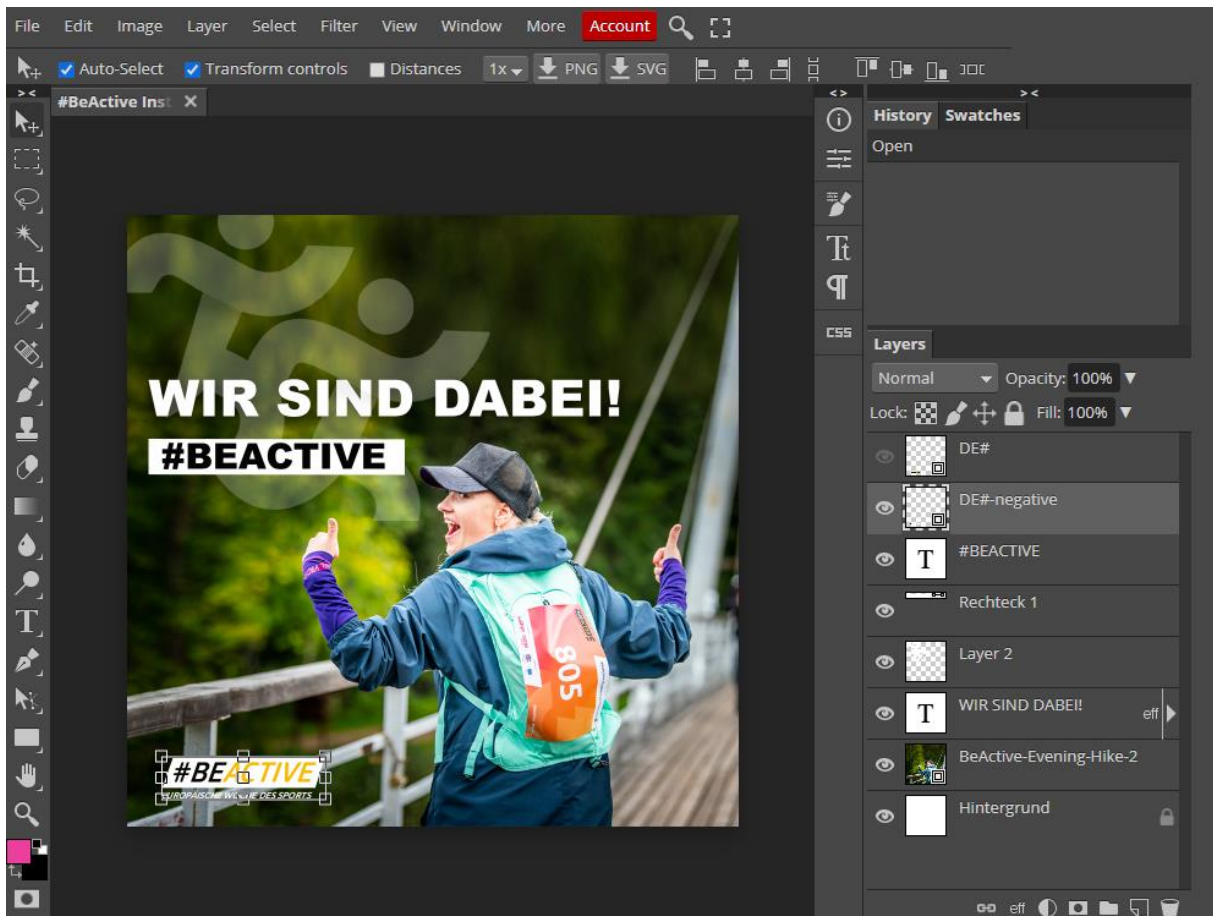 File Edit Image Layer Select Filter View Window More Account
Auto-Select Transform controls Distances 1x PNG SVG
#BeActive Inst
History Swatches
Open
CSS
Layers
Normal Opacity: 100%
Lock: Fill: 100%
DE#
DE#-negative
#BEACTIVE
Rechteck 1
Layer 2
WIR SIND DABEI! eff
BeActive-Evening-Hike-2
Hintergrund
eff
WIR SIND DABEI!
#BEACTIVE
805
#BEACTIVE
EUROPÄISCHE WOCHE DES SPORTS